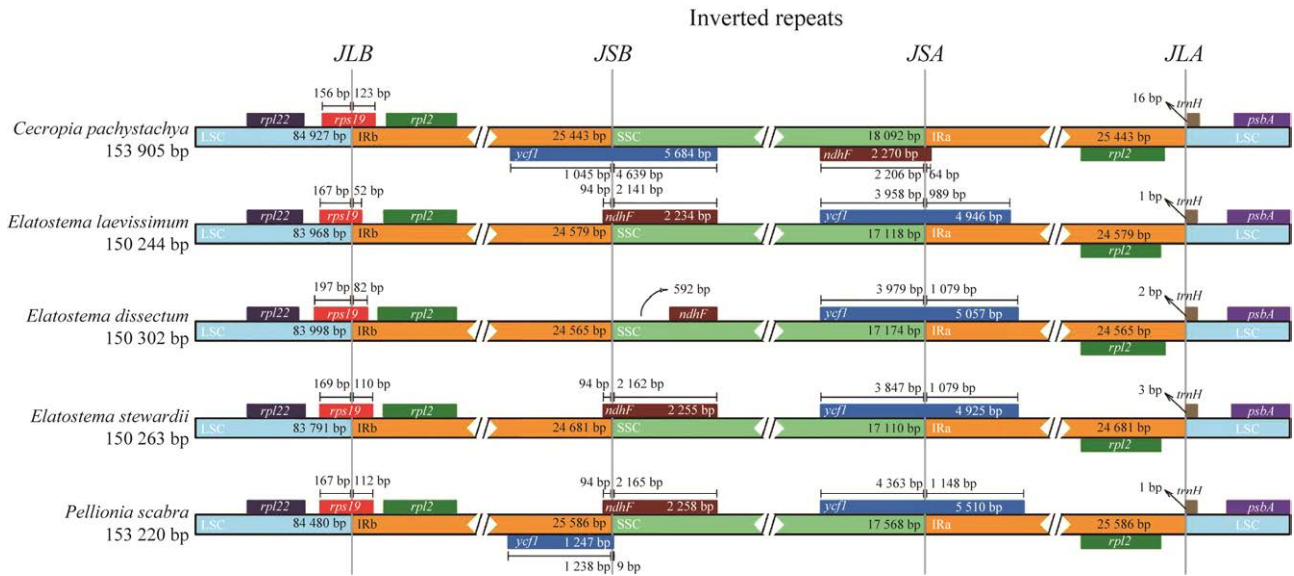 Inverted repeats
JLB JSB JSA JLA
156 bp 123 bp 16 bp trnH
rpl22 rps19 rpl2 psbA
Cecropia pachystachya LSC 84 927 bp IRb 25 443 bp SSC 18 092 bp IRa 25 443 bp LSC
153 905 bp ycf1 5 684 bp ndhF 2 270 bp rpl2
1 045 bp 4 639 bp 2 206 bp 64 bp
167 bp 52 bp 94 bp 2 141 bp 3 958 bp 989 bp 1 bp trnH
rpl22 rps19 rpl2 ndhF 2 234 bp ycf1 4 946 bp psbA
Elatostema laevissimum LSC 83 968 bp IRb 24 579 bp SSC 17 118 bp IRa 24 579 bp LSC
150 244 bp rpl2
197 bp 82 bp 592 bp 3 979 bp 1 079 bp 2 bp trnH
rpl22 rps19 rpl2 ndhF ycf1 5 057 bp psbA
Elatostema dissectum LSC 83 998 bp IRb 24 565 bp SSC 17 174 bp IRa 24 565 bp LSC
150 302 bp rpl2
169 bp 110 bp 94 bp 2 162 bp 3 847 bp 1 079 bp 3 bp trnH
rpl22 rps19 rpl2 ndhF 2 255 bp ycf1 4 925 bp psbA
Elatostema stewardii LSC 83 791 bp IRb 24 681 bp SSC 17 110 bp IRa 24 681 bp LSC
150 263 bp rpl2
167 bp 112 bp 94 bp 2 165 bp 4 363 bp 1 148 bp 1 bp trnH
rpl22 rps19 rpl2 ndhF 2 258 bp ycf1 5 510 bp psbA
Pellionia scabra LSC 84 480 bp IRb 25 586 bp SSC 17 568 bp IRa 25 586 bp LSC
153 220 bp ycf1 1 247 bp rpl2
1 238 bp 9 bp